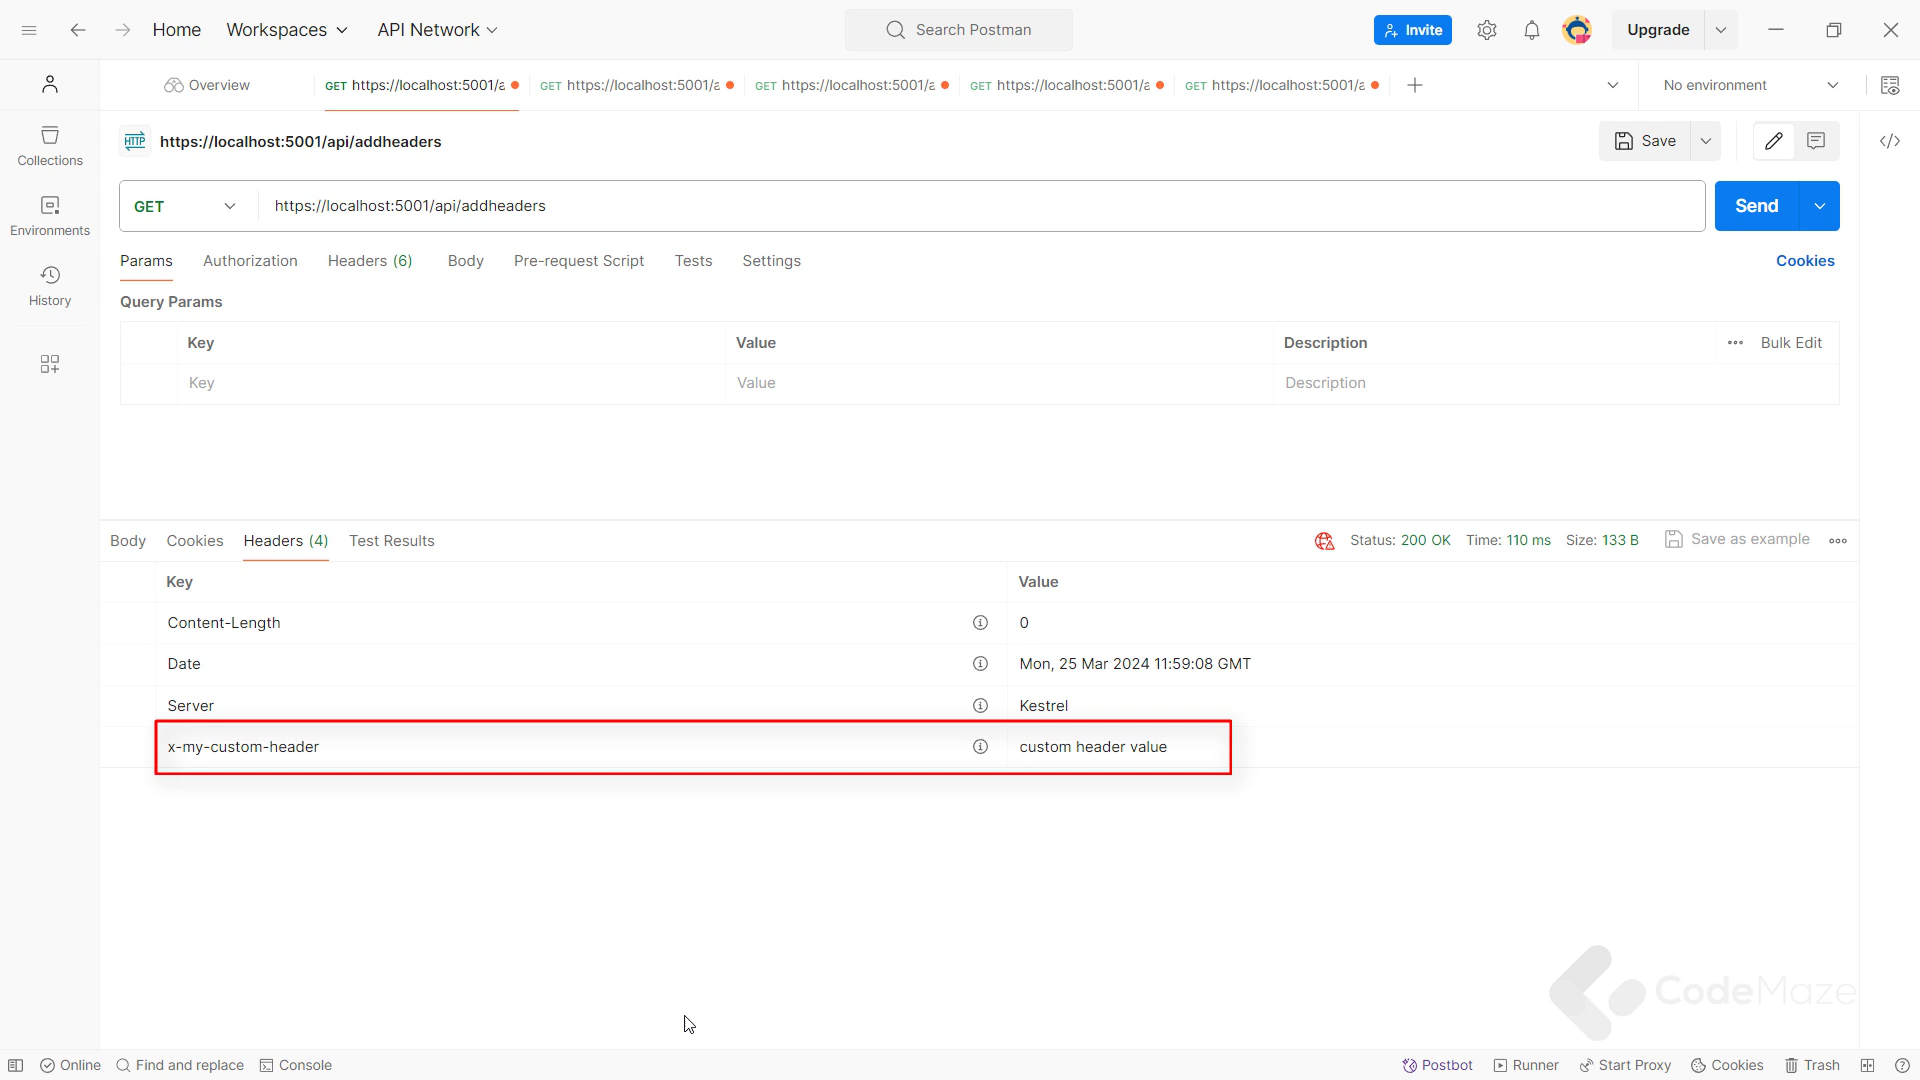 Home Workspaces API Network Search Postman Invite Upgrade
Overview GET https://localhost:5001/a GET https://localhost:5001/a GET https://localhost:5001/a GET https://localhost:5001/a GET https://localhost:5001/a No environment
HTTP https://localhost:5001/api/addheaders Save
Collections
Environments
History
GET https://localhost:5001/api/addheaders Send
Params Authorization Headers (6) Body Pre-request Script Tests Settings Cookies
Query Params
Key Value Description Bulk Edit
Key Value Description
Body Cookies Headers (4) Test Results Status: 200 OK Time: 110 ms Size: 133 B Save as example
Key Value
Content-Length 0
Date Mon, 25 Mar 2024 11:59:08 GMT
Server Kestrel
x-my-custom-header custom header value
CodeMaze
Online Find and replace Console Postbot Runner Start Proxy Cookies Trash